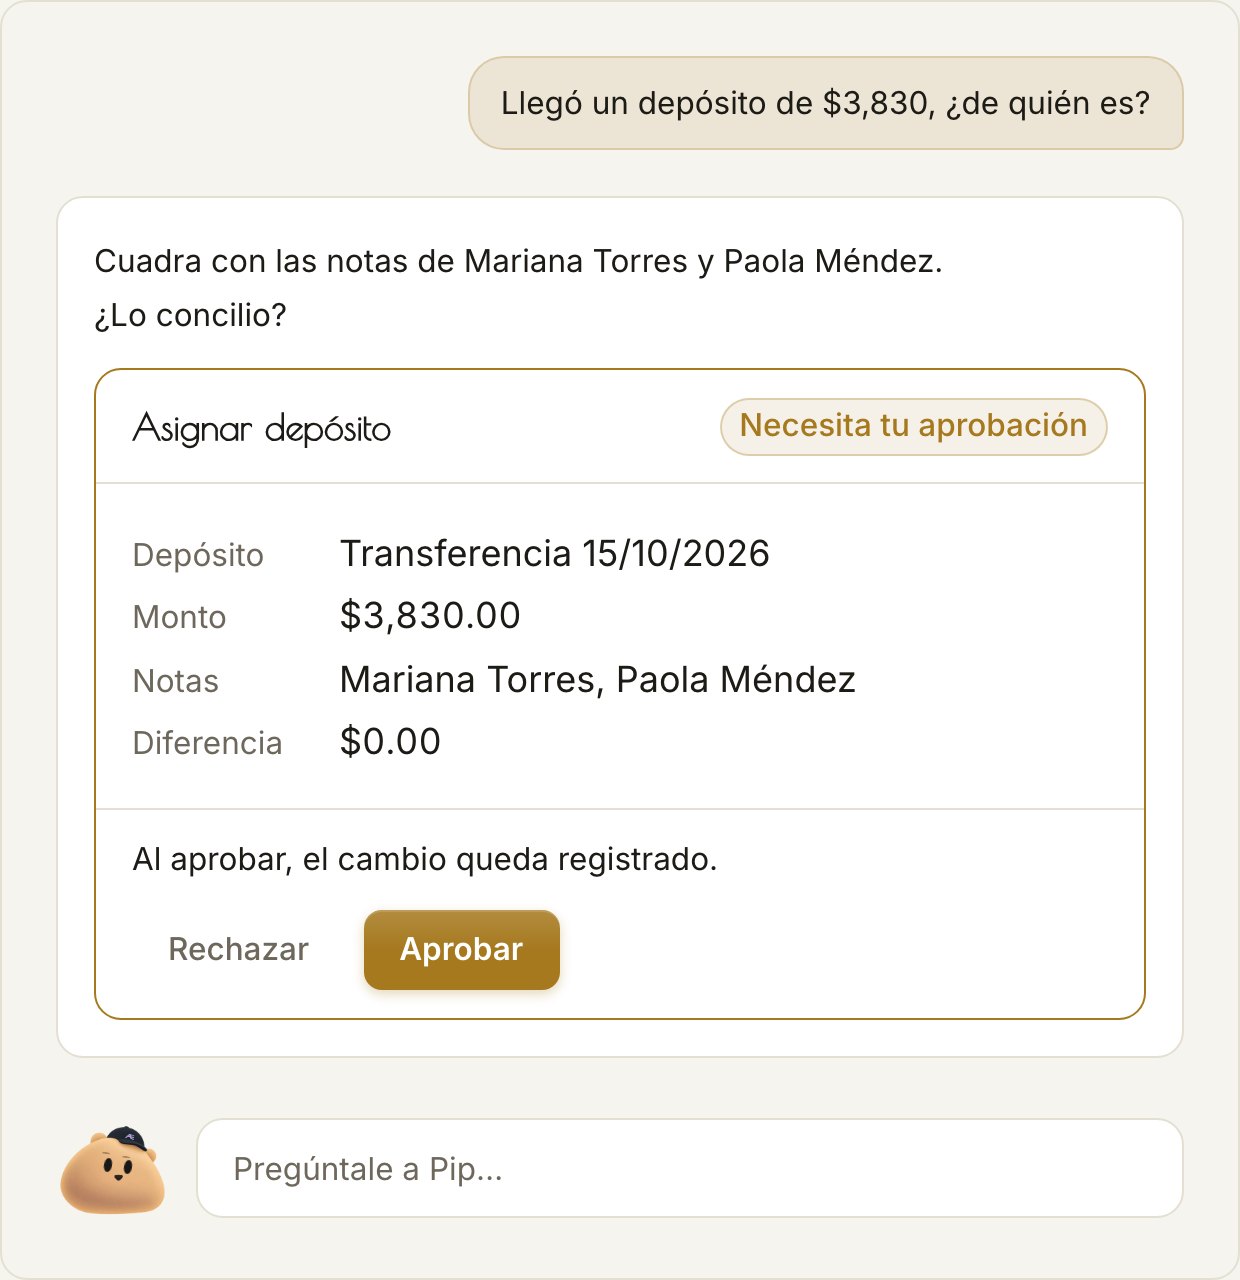 Llegó un depósito de $3,830, ¿de quién es?
Cuadra con las notas de Mariana Torres y Paola Méndez.
¿Lo concilio?
Asignar depósito
Necesita tu aprobación
Depósito Transferencia 15/10/2026
Monto $3,830.00
Notas Mariana Torres, Paola Méndez
Diferencia $0.00
Al aprobar, el cambio queda registrado.
Rechazar Aprobar
Pregúntale a Pip...